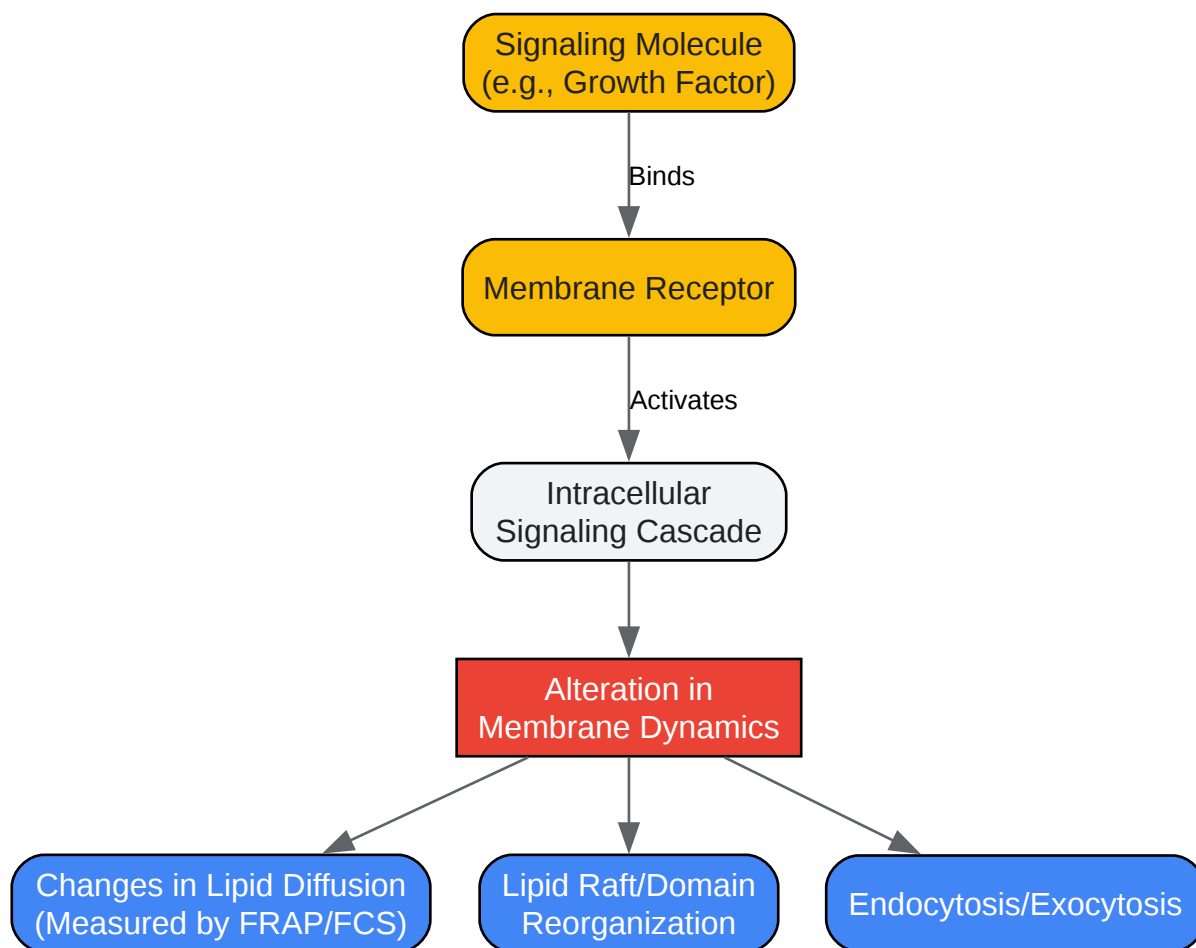 Signaling Molecule
(e.g., Growth Factor)
Binds
Membrane Receptor
Activates
Intracellular
Signaling Cascade
Alteration in
Membrane Dynamics
Changes in Lipid Diffusion
(Measured by FRAP/FCS)
Lipid Raft/Domain
Reorganization
Endocytosis/Exocytosis